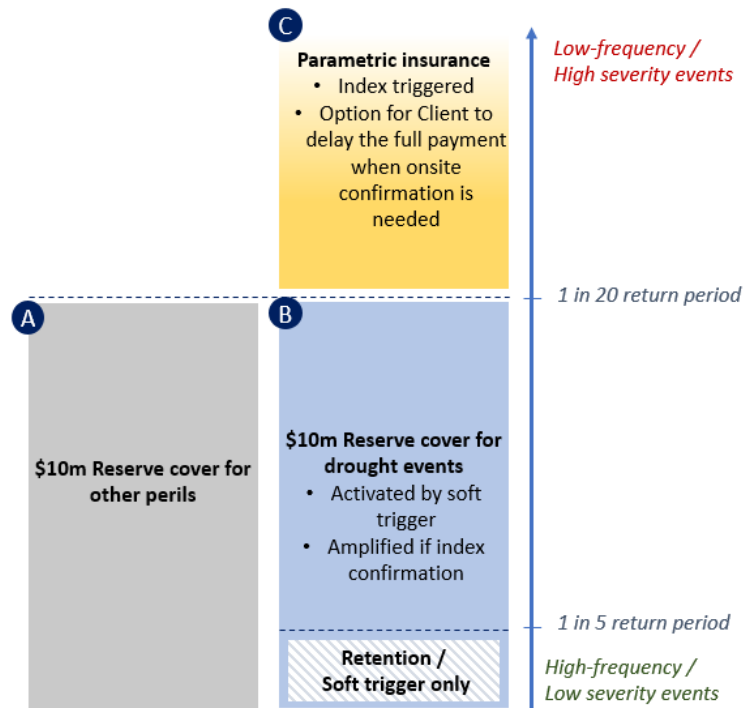 C
Parametric insurance
• Index triggered
• Option for Client to
delay the full payment
when onsite
confirmation is
needed
Low-frequency /
High severity events
1 in 20 return period
A
$10m Reserve cover for
other perils
B
$10m Reserve cover for
drought events
• Activated by soft
trigger
• Amplified if index
confirmation
1 in 5 return period
Retention /
Soft trigger only
High-frequency /
Low severity events